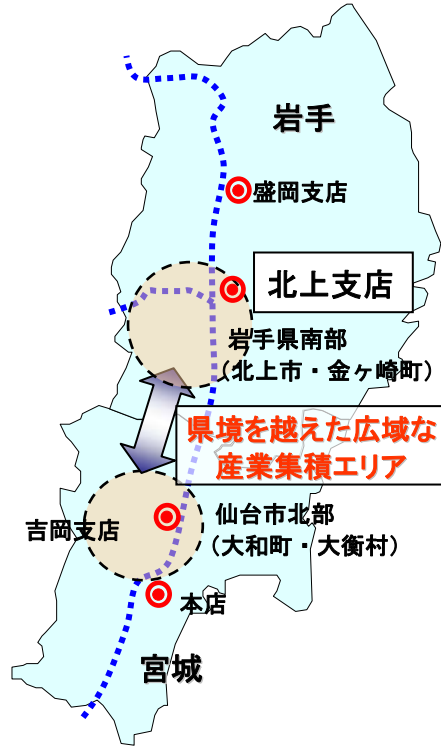 岩手
盛岡支店
北上支店
岩手県南部
（北上市・金ヶ崎町）
県境を越えた広域な
産業集積エリア
吉岡支店
仙台市北部
（大和町・大衡村）
本店
宮城